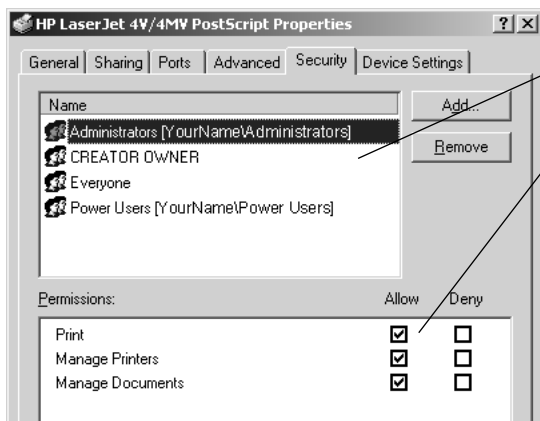 HP LaserJet 4V/4MV PostScript Properties
General Sharing Ports Advanced Security Device Settings
Name
Add...
Administrators [YourName\Administrators]
CREATOR OWNER
Remove
Everyone
Power Users [YourName\Power Users]
Permissions: Allow Deny
Print
Manage Printers
Manage Documents